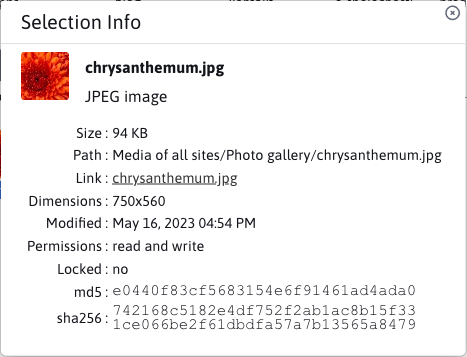 Selection Info
chrysanthemum.jpg
JPEG image
Size : 94 KB
Path : Media of all sites/Photo gallery/chrysanthemum.jpg
Link : chrysanthemum.jpg
Dimensions : 750x560
Modified : May 16, 2023 04:54 PM
Permissions : read and write
Locked : no
md5 : e0440f83cf5683154e6f91461ad4ada0
sha256 : 742168c5182e4df752f2ab1ac8b15f33
1ce066be2f61dbdfa57a7b13565a8479